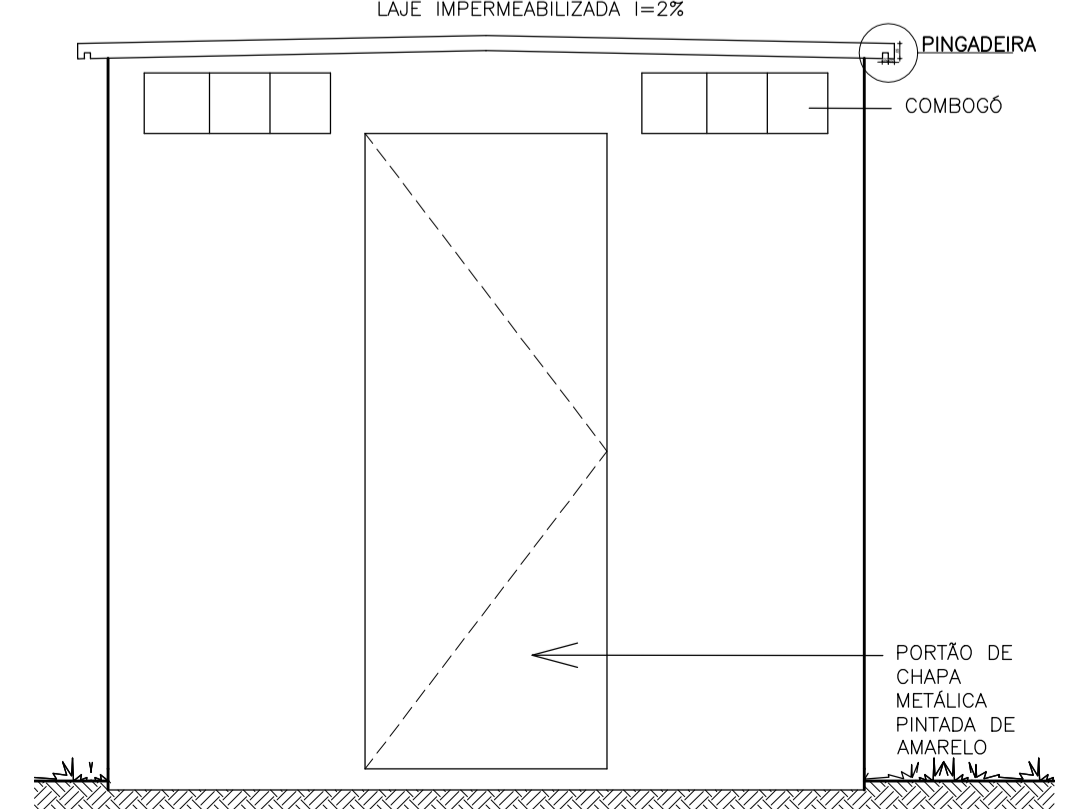 LAJE IMPERMEABILIZADA I=2%
PINGADEIRA
COMBOGÓ
PORTÃO DE
CHAPA
METÁLICA
PINTADA DE
AMARELO